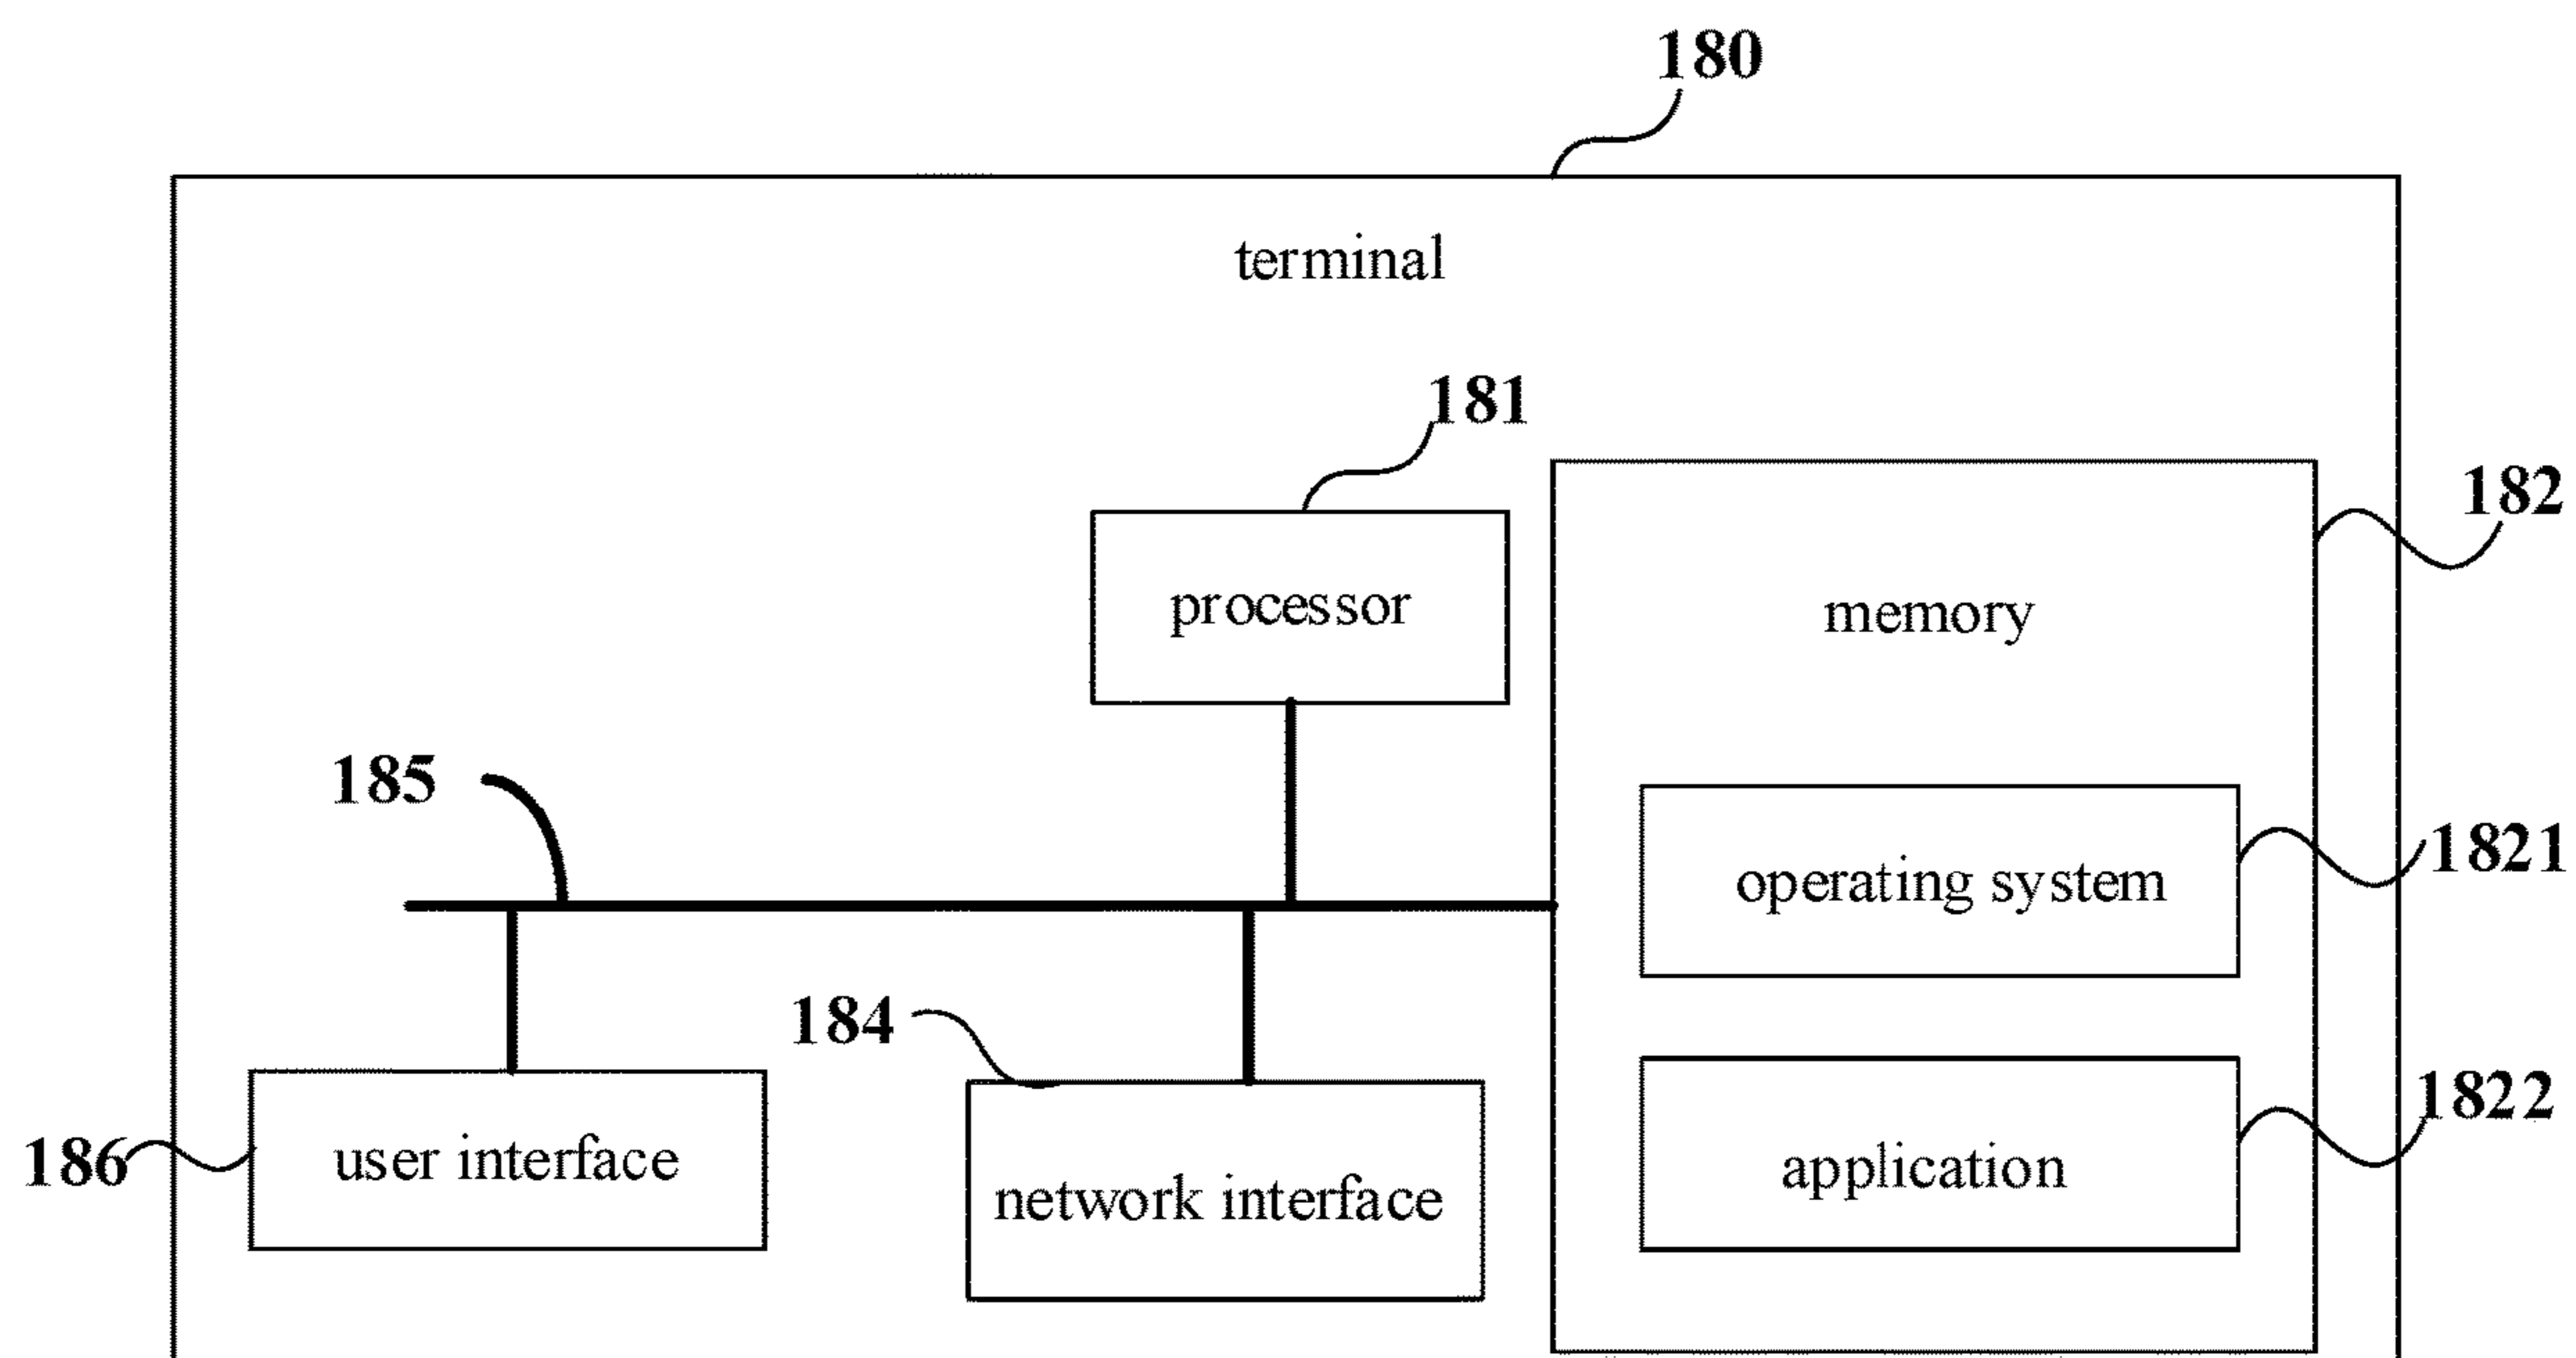 180
terminal
181
182
processor
memory
185
operating system
1821
184
186
user interface
network interface
application
1822